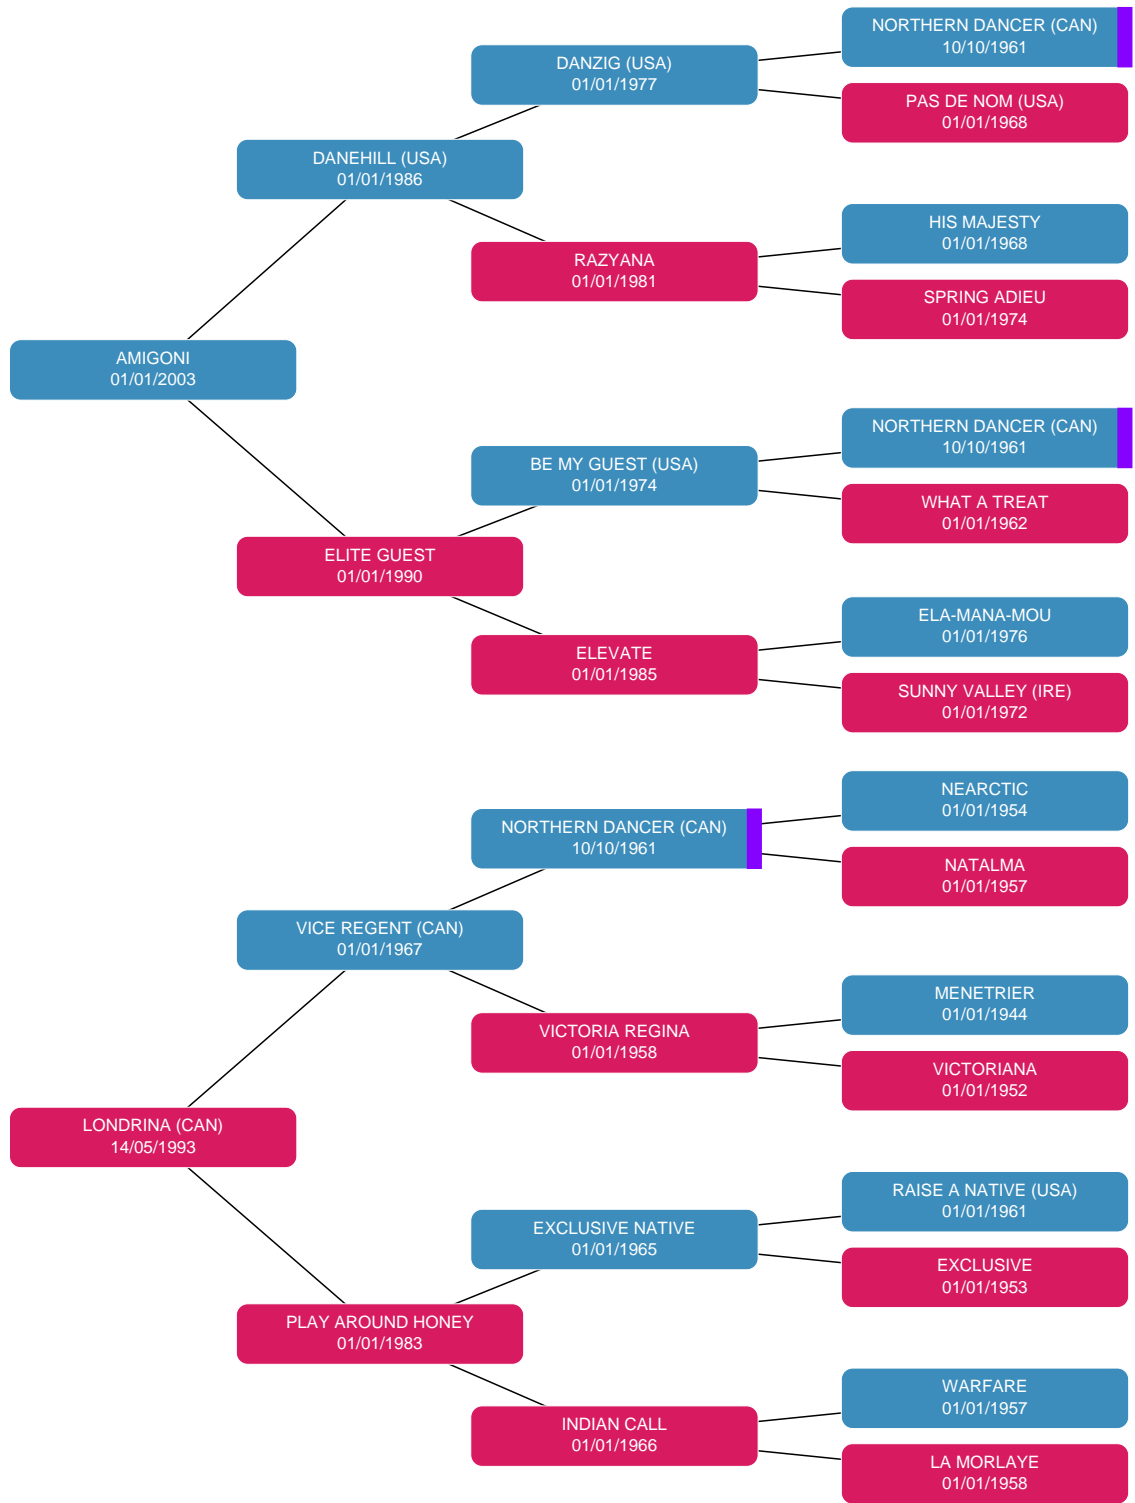 NORTHERN DANCER (CAN)
10/10/1961
DANZIG (USA)
01/01/1977
PAS DE NOM (USA)
01/01/1968
DANEHILL (USA)
01/01/1986
HIS MAJESTY
01/01/1968
RAZYANA
01/01/1981
SPRING ADIEU
01/01/1974
AMIGONI
01/01/2003
NORTHERN DANCER (CAN)
10/10/1961
BE MY GUEST (USA)
01/01/1974
WHAT A TREAT
01/01/1962
ELITE GUEST
01/01/1990
ELA-MANA-MOU
01/01/1976
ELEVATE
01/01/1985
SUNNY VALLEY (IRE)
01/01/1972
NEARCTIC
01/01/1954
NORTHERN DANCER (CAN)
10/10/1961
NATALMA
01/01/1957
VICE REGENT (CAN)
01/01/1967
MENETRIER
01/01/1944
VICTORIA REGINA
01/01/1958
VICTORIANA
01/01/1952
LONDRINA (CAN)
14/05/1993
RAISE A NATIVE (USA)
01/01/1961
EXCLUSIVE NATIVE
01/01/1965
EXCLUSIVE
01/01/1953
PLAY AROUND HONEY
01/01/1983
WARFARE
01/01/1957
INDIAN CALL
01/01/1966
LA MORLAYE
01/01/1958